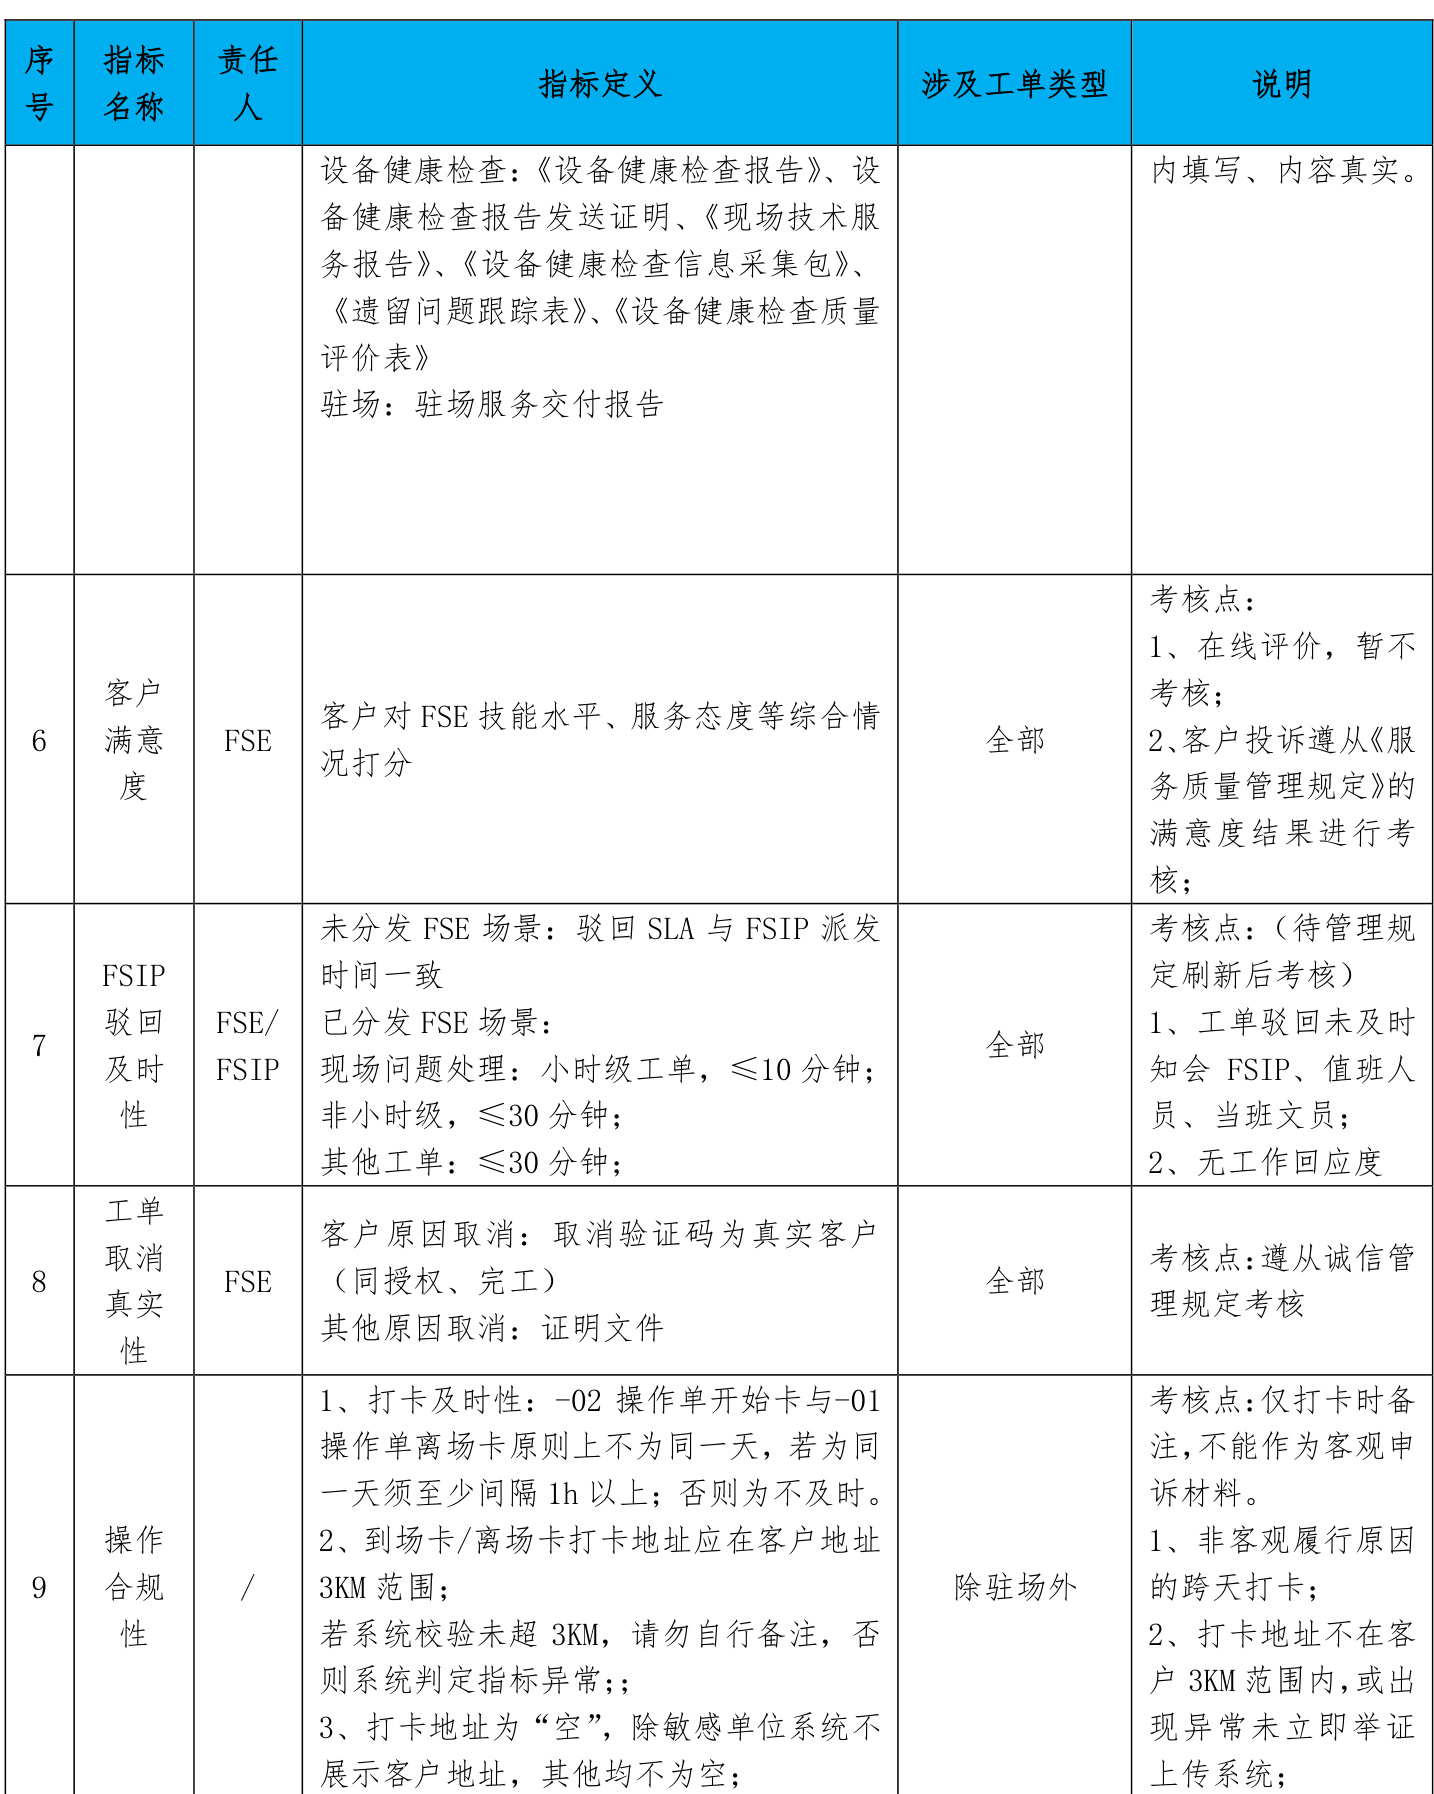 序号
指标名称
责任人
指标定义
涉及工单类型
说明
设备健康检查：《设备健康检查报告》、设
备健康检查报告发送证明、《现场技术服
务报告》、《设备健康检查信息采集包》、
《遗留问题跟踪表》、《设备健康检查质量
评价表》
驻场：驻场服务交付报告
内填写、内容真实。
6
客户
满意
度
FSE
客户对 FSE 技能水平、服务态度等综合情
况打分
全部
考核点：
1、在线评价，暂不
考核；
2、客户投诉遵从《服
务质量管理规定》的
满意度结果进行考
核；
7
FSIP
驳回
及时
性
FSE/
FSIP
未分发 FSE 场景：驳回 SLA 与 FSIP 派发
时间一致
已分发 FSE 场景：
现场问题处理：小时级工单，≤10 分钟；
非小时级，≤30 分钟；
其他工单：≤30 分钟；
全部
考核点：（待管理规
定刷新后考核）
1、工单驳回未及时
知会 FSIP、值班人
员、当班文员；
2、无工作回应度
8
工单
取消
真实
性
FSE
客户原因取消：取消验证码为真实客户
（同授权、完工）
其他原因取消：证明文件
全部
考核点：遵从诚信管
理规定考核
9
操作
合规
性
/
1、打卡及时性：-02 操作单开始卡与-01
操作单离场卡原则上不为同一天，若为同
一天须至少间隔 1h 以上；否则为不及时。
2、到场卡/离场卡打卡地址应在客户地址
3KM 范围；
若系统校验未超 3KM，请勿自行备注，否
则系统判定指标异常；；
3、打卡地址为“空”，除敏感单位系统不
展示客户地址，其他均不为空；
除驻场外
考核点：仅打卡时备
注，不能作为客观申
诉材料。
1、非客观履行原因
的跨天打卡；
2、打卡地址不在客
户 3KM 范围内，或出
现异常未立即举证
上传系统；